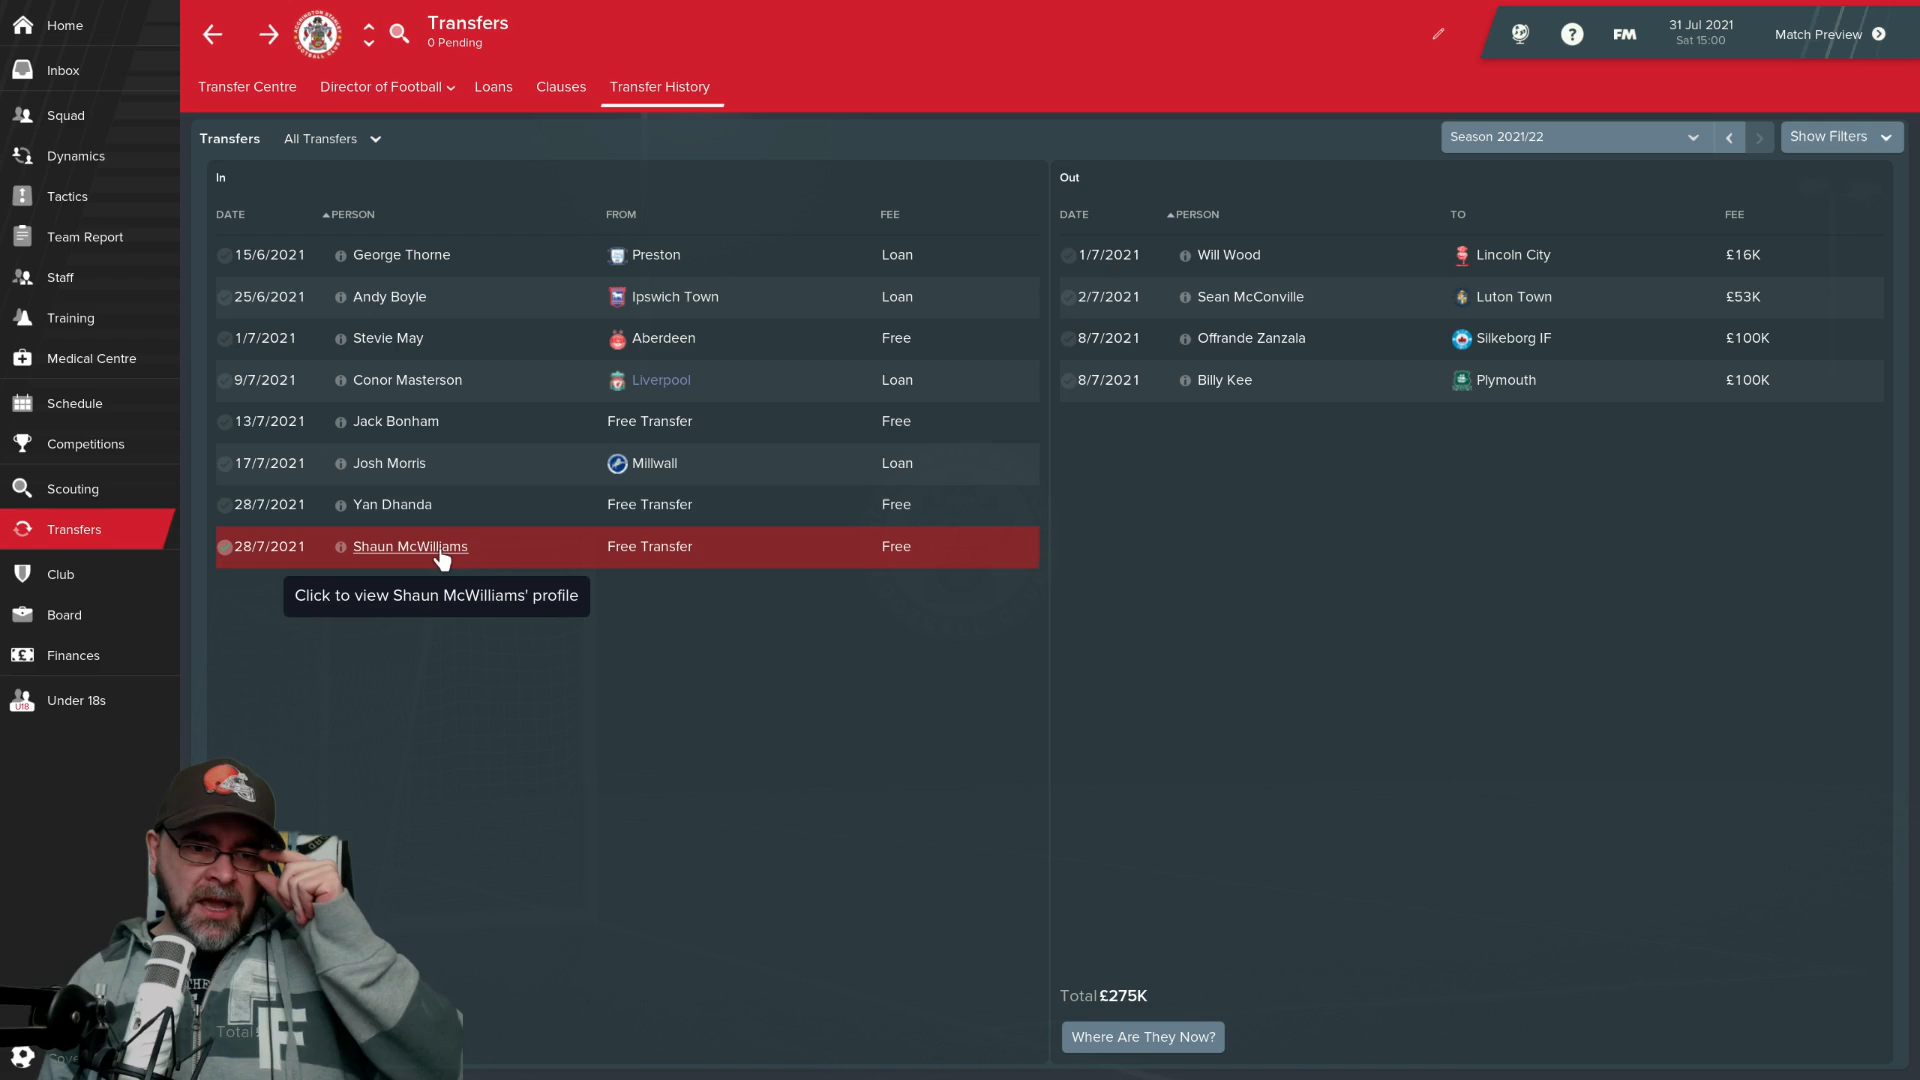 Home
Inbox
Squad
Dynamics
Tactics
Team Report
Staff
Training
Medical Centre
Schedule
Competitions
Scouting
Transfers
Club
Board
Finances
U18
Under 18s
Transfers
0 Pending
FM
31 Jul 2021
Sat 15:00
Match Preview
Transfer Centre
Director of Football
Loans
Clauses
Transfer History
Transfers
All Transfers
Season 2021/22
Show Filters
In
DATE PERSON FROM FEE
15/6/2021 George Thorne Preston Loan
25/6/2021 Andy Boyle Ipswich Town Loan
1/7/2021 Stevie May Aberdeen Free
9/7/2021 Conor Masterson Liverpool Loan
13/7/2021 Jack Bonham Free Transfer Free
17/7/2021 Josh Morris Millwall Loan
28/7/2021 Yan Dhanda Free Transfer Free
28/7/2021 Shaun McWilliams Free Transfer Free
Click to view Shaun McWilliams' profile
Total
Out
DATE PERSON TO FEE
1/7/2021 Will Wood Lincoln City £16K
2/7/2021 Sean McConville Luton Town £53K
8/7/2021 Offrande Zanzala Silkeborg IF £100K
8/7/2021 Billy Kee Plymouth £100K
Total £275K
Where Are They Now?
THE